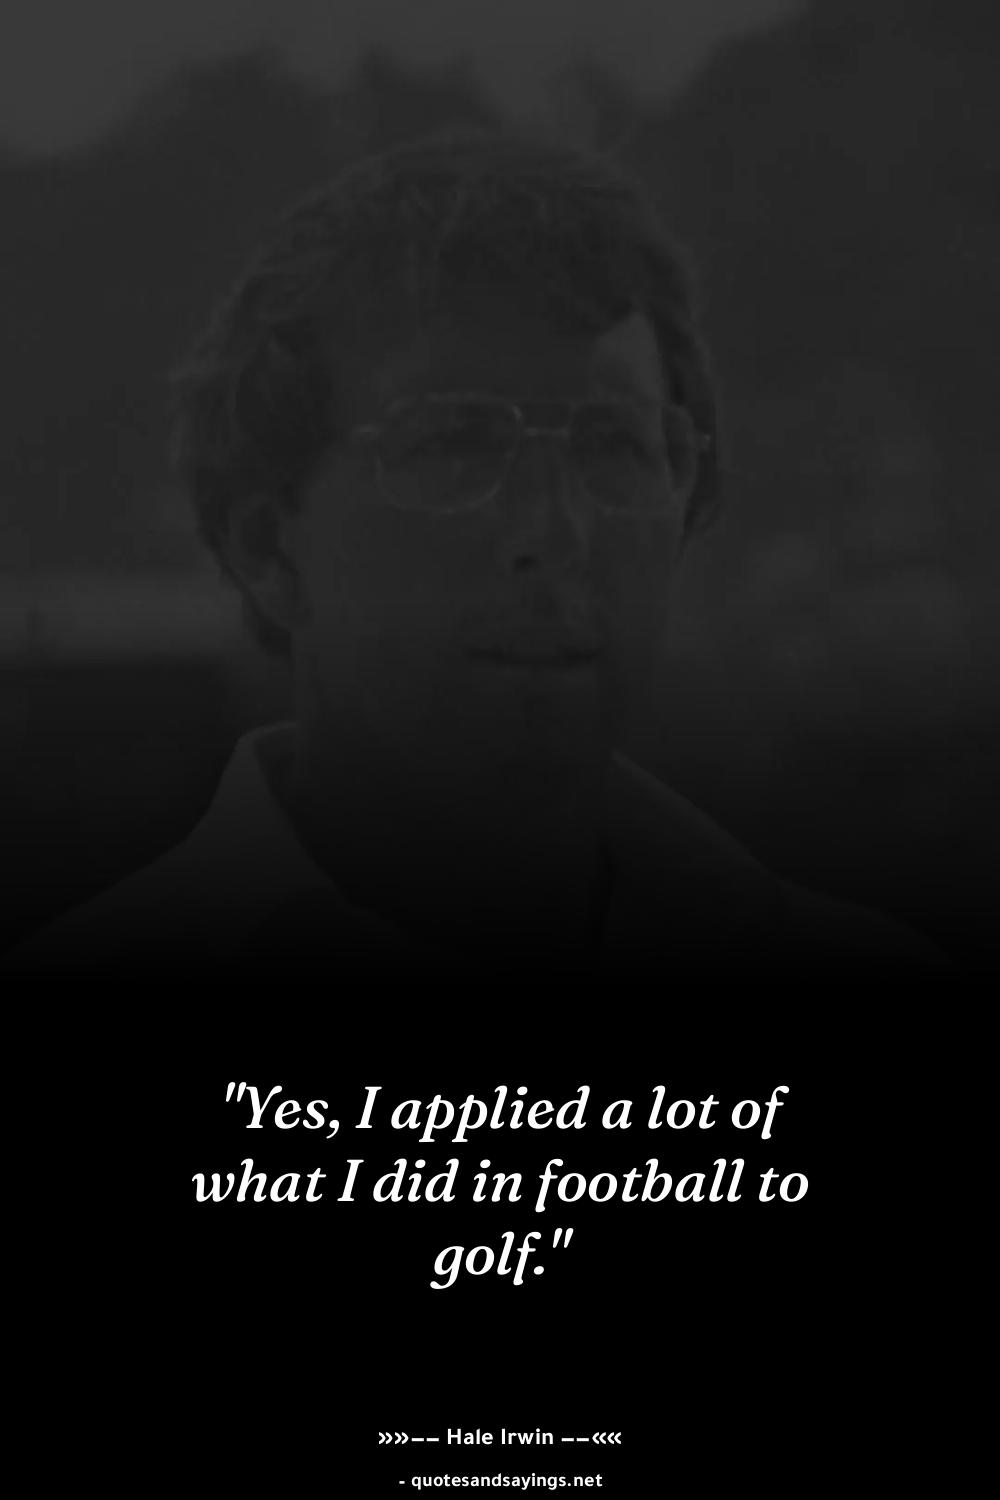 "Yes, I applied a lot of
what I did in football to
golf."
»»−− Hale Irwin −−««
- quotesandsayings.net